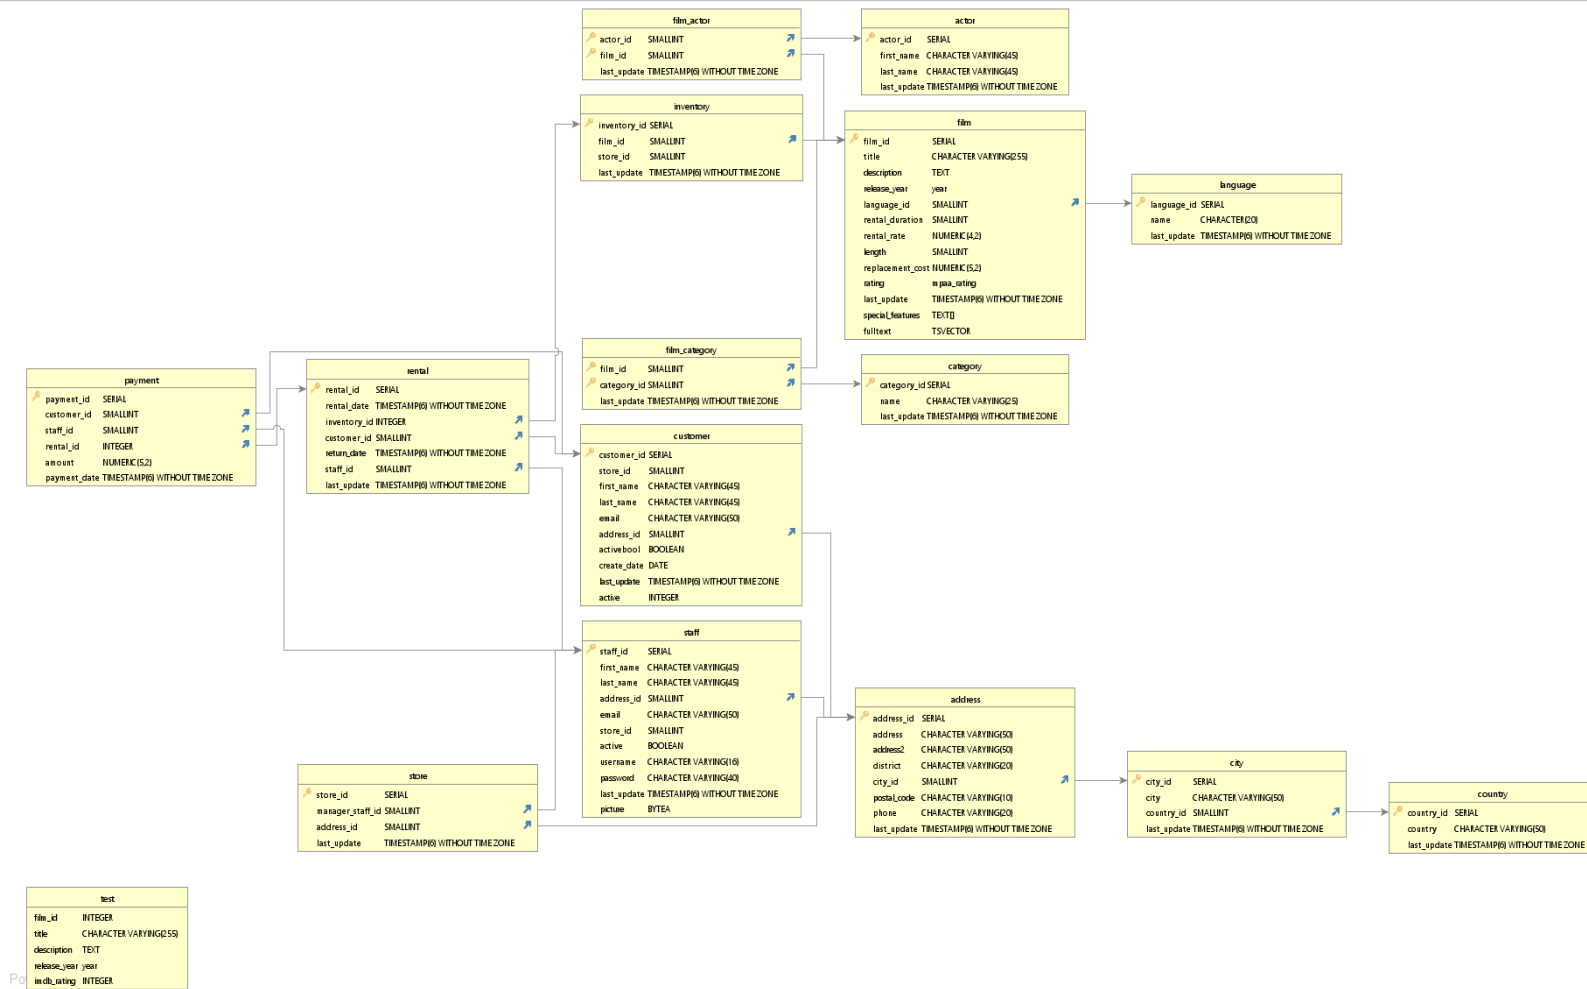 film_actor
actor_id SMALLINT
film_id SMALLINT
last_update TIMESTAMP(6) WITHOUT TIME ZONE
actor
actor_id SERIAL
first_name CHARACTER VARYING(45)
last_name CHARACTER VARYING(45)
last_update TIMESTAMP(6) WITHOUT TIME ZONE
inventory
inventory_id SERIAL
film_id SMALLINT
store_id SMALLINT
last_update TIMESTAMP(6) WITHOUT TIME ZONE
film
film_id SERIAL
title CHARACTER VARYING(255)
description TEXT
release_year year
language_id SMALLINT
rental_duration SMALLINT
rental_rate NUMERIC(4,2)
length SMALLINT
replacement_cost NUMERIC(5,2)
rating mpaa_rating
last_update TIMESTAMP(6) WITHOUT TIME ZONE
special_features TEXT[]
fulltext TSVECTOR
language
language_id SERIAL
name CHARACTER(20)
last_update TIMESTAMP(6) WITHOUT TIME ZONE
film_category
film_id SMALLINT
category_id SMALLINT
last_update TIMESTAMP(6) WITHOUT TIME ZONE
category
category_id SERIAL
name CHARACTER VARYING(25)
last_update TIMESTAMP(6) WITHOUT TIME ZONE
payment
payment_id SERIAL
customer_id SMALLINT
staff_id SMALLINT
rental_id INTEGER
amount NUMERIC(5,2)
payment_date TIMESTAMP(6) WITHOUT TIME ZONE
rental
rental_id SERIAL
rental_date TIMESTAMP(6) WITHOUT TIME ZONE
inventory_id INTEGER
customer_id SMALLINT
return_date TIMESTAMP(6) WITHOUT TIME ZONE
staff_id SMALLINT
last_update TIMESTAMP(6) WITHOUT TIME ZONE
customer
customer_id SERIAL
store_id SMALLINT
first_name CHARACTER VARYING(45)
last_name CHARACTER VARYING(45)
email CHARACTER VARYING(50)
address_id SMALLINT
activebool BOOLEAN
create_date DATE
last_update TIMESTAMP(6) WITHOUT TIME ZONE
active INTEGER
staff
staff_id SERIAL
first_name CHARACTER VARYING(45)
last_name CHARACTER VARYING(45)
address_id SMALLINT
email CHARACTER VARYING(50)
store_id SMALLINT
active BOOLEAN
username CHARACTER VARYING(16)
password CHARACTER VARYING(40)
last_update TIMESTAMP(6) WITHOUT TIME ZONE
picture BYTEA
store
store_id SERIAL
manager_staff_id SMALLINT
address_id SMALLINT
last_update TIMESTAMP(6) WITHOUT TIME ZONE
address
address_id SERIAL
address CHARACTER VARYING(50)
address2 CHARACTER VARYING(50)
district CHARACTER VARYING(20)
city_id SMALLINT
postal_code CHARACTER VARYING(10)
phone CHARACTER VARYING(20)
last_update TIMESTAMP(6) WITHOUT TIME ZONE
city
city_id SERIAL
city CHARACTER VARYING(50)
country_id SMALLINT
last_update TIMESTAMP(6) WITHOUT TIME ZONE
country
country_id SERIAL
country CHARACTER VARYING(50)
last_update TIMESTAMP(6) WITHOUT TIME ZONE
test
film_id INTEGER
title CHARACTER VARYING(255)
description TEXT
release_year year
imdb_rating INTEGER